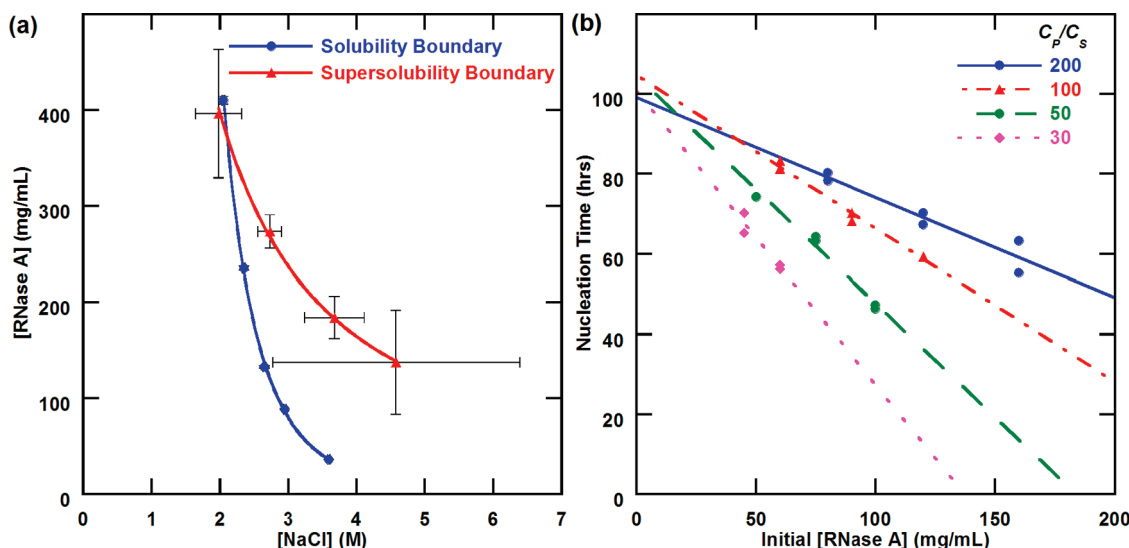 (a)
Solubility Boundary
Supersolubility Boundary
[RNase A] (mg/mL)
400
300
200
100
0
0 1 2 3 4 5 6 7
[NaCl] (M)
(b)
C_P/C_S
200
100
50
30
Nucleation Time (hrs)
100
80
60
40
20
0
0 50 100 150 200
Initial [RNase A] (mg/mL)